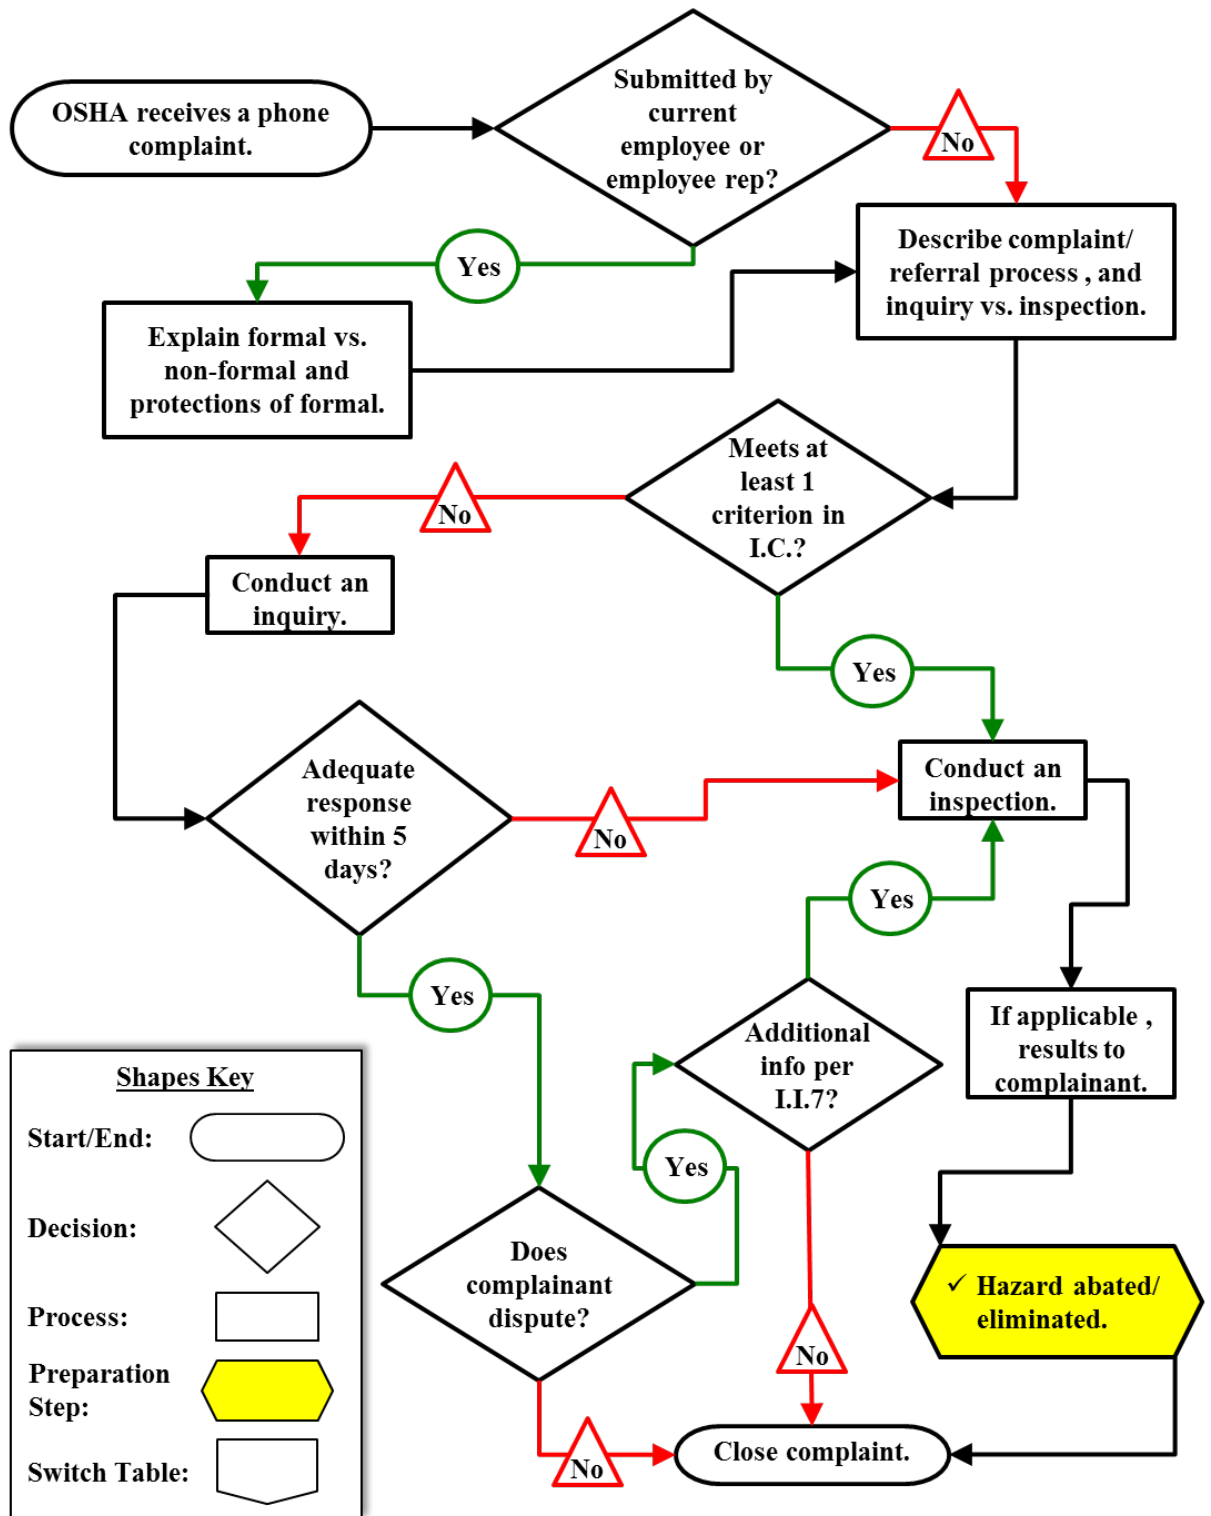 OSHA receives a phone
complaint.
Submitted by
current
employee or
employee rep?
No
Yes
Describe complaint/
referral process , and
inquiry vs. inspection.
Explain formal vs.
non-formal and
protections of formal.
Meets at
least 1
criterion in
I.C.?
No
Conduct an
inquiry.
Yes
Adequate
response
within 5
days?
No
Conduct an
inspection.
Yes
Yes
Additional
info per
I.I.7?
If applicable ,
results to
complainant.
Yes
Does
complainant
dispute?
✓ Hazard abated/
eliminated.
No
No
Close complaint.
Shapes Key
Start/End:
Decision:
Process:
Preparation
Step:
Switch Table: